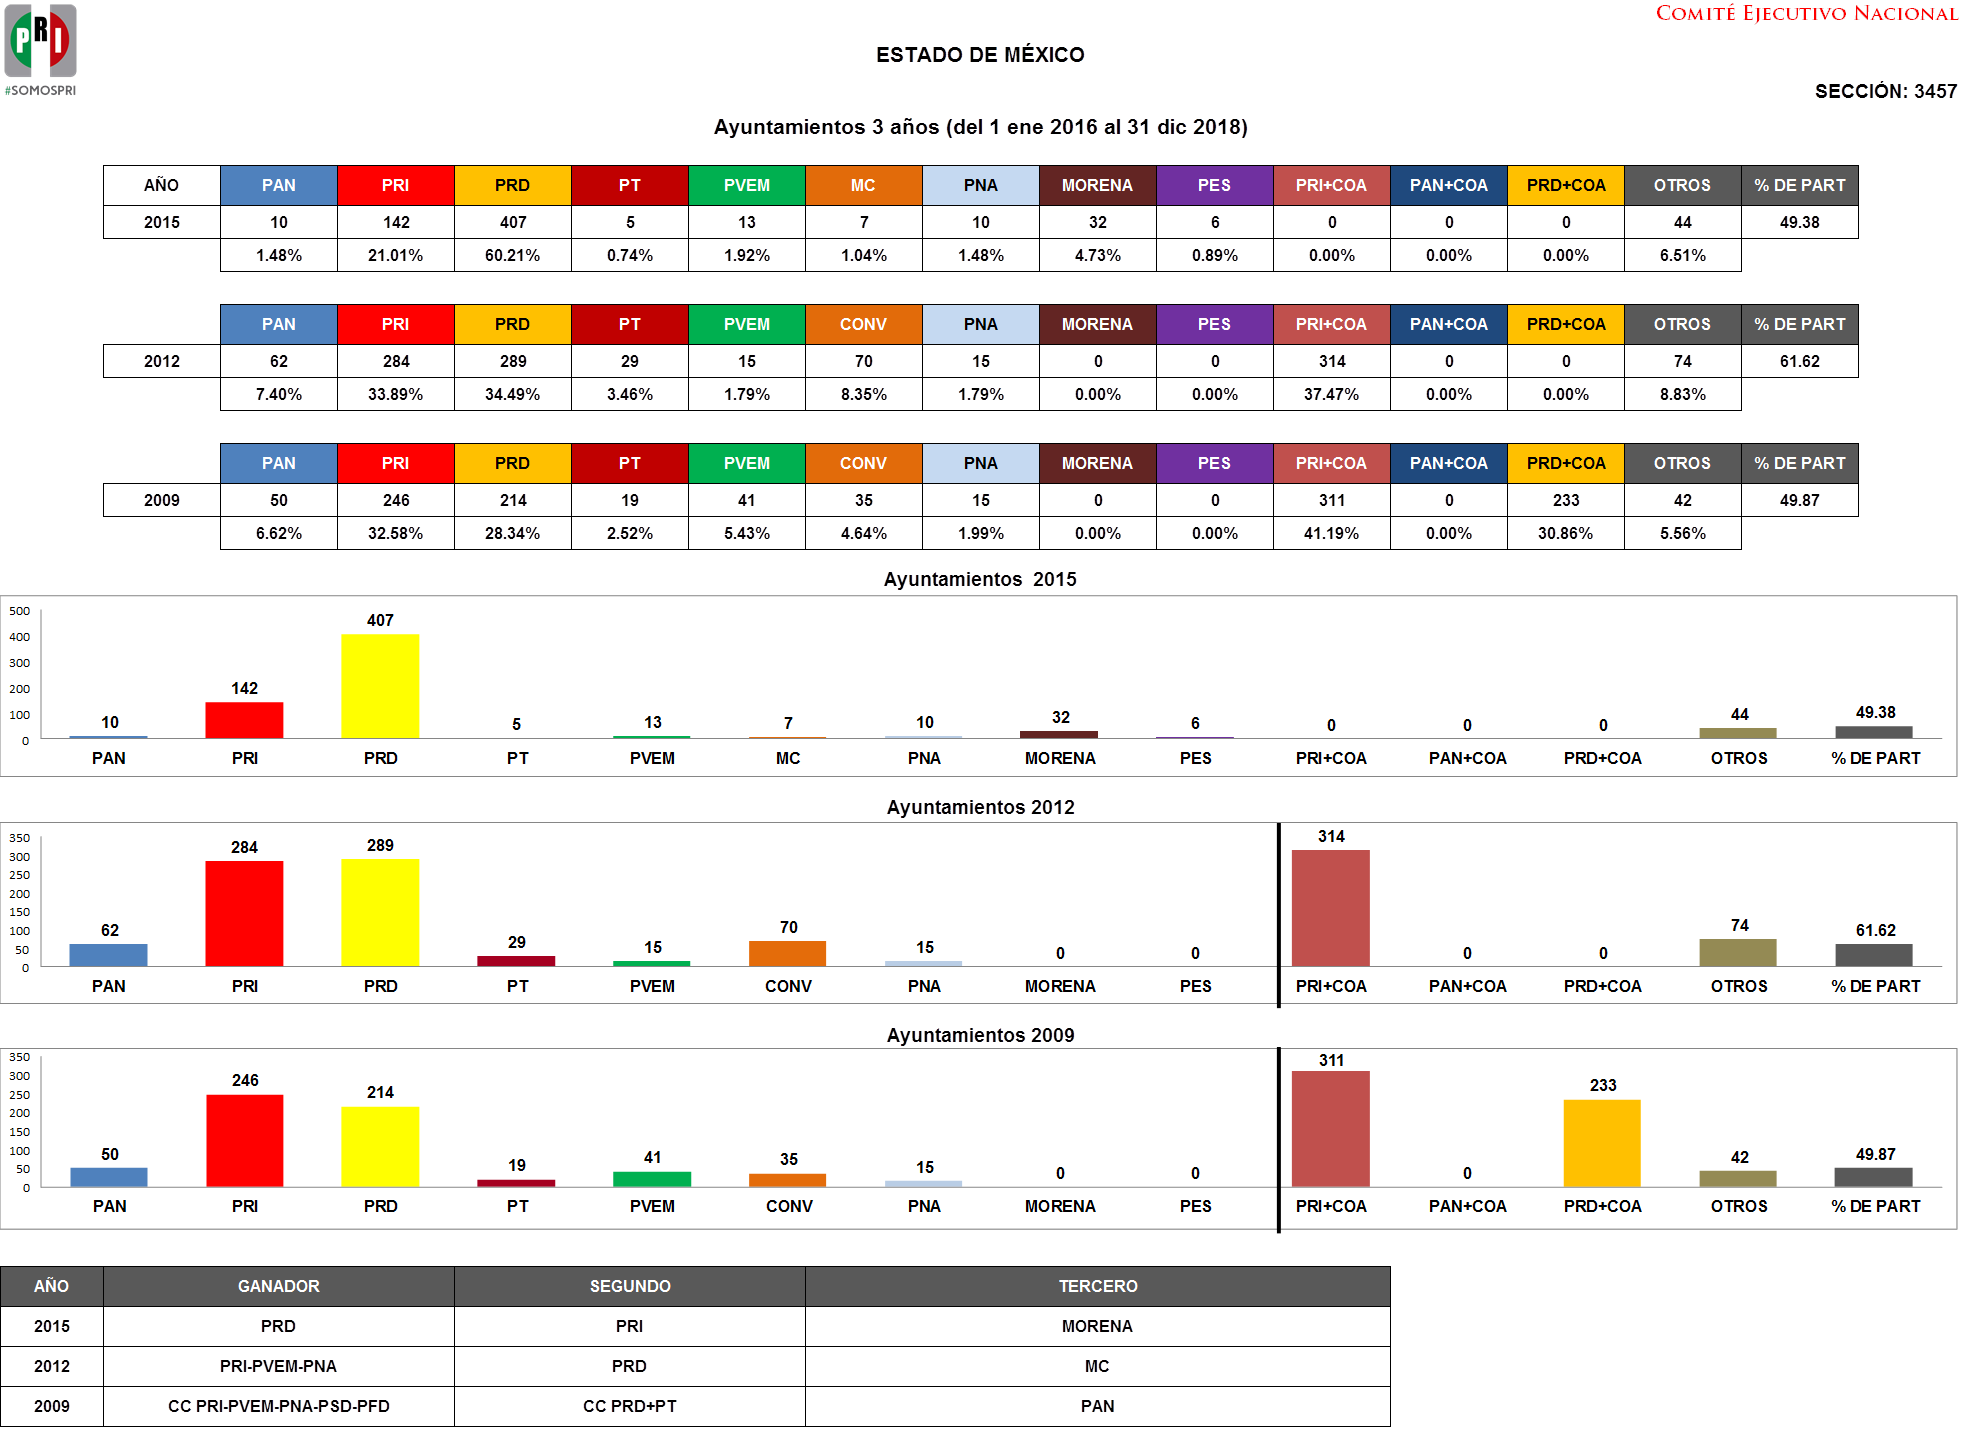 PRI
#SOMOSPRI
COMITÉ EJECUTIVO NACIONAL
ESTADO DE MÉXICO
SECCIÓN: 3457
Ayuntamientos 3 años (del 1 ene 2016 al 31 dic 2018)
AÑO PAN PRI PRD PT PVEM MC PNA MORENA PES PRI+COA PAN+COA PRD+COA OTROS % DE PART
2015 10 142 407 5 13 7 10 32 6 0 0 0 44 49.38
1.48% 21.01% 60.21% 0.74% 1.92% 1.04% 1.48% 4.73% 0.89% 0.00% 0.00% 0.00% 6.51%
PAN PRI PRD PT PVEM CONV PNA MORENA PES PRI+COA PAN+COA PRD+COA OTROS % DE PART
2012 62 284 289 29 15 70 15 0 0 314 0 0 74 61.62
7.40% 33.89% 34.49% 3.46% 1.79% 8.35% 1.79% 0.00% 0.00% 37.47% 0.00% 0.00% 8.83%
PAN PRI PRD PT PVEM CONV PNA MORENA PES PRI+COA PAN+COA PRD+COA OTROS % DE PART
2009 50 246 214 19 41 35 15 0 0 311 0 233 42 49.87
6.62% 32.58% 28.34% 2.52% 5.43% 4.64% 1.99% 0.00% 0.00% 41.19% 0.00% 30.86% 5.56%
Ayuntamientos 2015
500
400
300
200
100
0
10 142 407 5 13 7 10 32 6 0 0 0 44 49.38
PAN PRI PRD PT PVEM MC PNA MORENA PES PRI+COA PAN+COA PRD+COA OTROS % DE PART
Ayuntamientos 2012
350
300
250
200
150
100
50
0
62 284 289 29 15 70 15 0 0 314 0 0 74 61.62
PAN PRI PRD PT PVEM CONV PNA MORENA PES PRI+COA PAN+COA PRD+COA OTROS % DE PART
Ayuntamientos 2009
350
300
250
200
150
100
50
0
50 246 214 19 41 35 15 0 0 311 0 233 42 49.87
PAN PRI PRD PT PVEM CONV PNA MORENA PES PRI+COA PAN+COA PRD+COA OTROS % DE PART
AÑO GANADOR SEGUNDO TERCERO
2015 PRD PRI MORENA
2012 PRI-PVEM-PNA PRD MC
2009 CC PRI-PVEM-PNA-PSD-PFD CC PRD+PT PAN